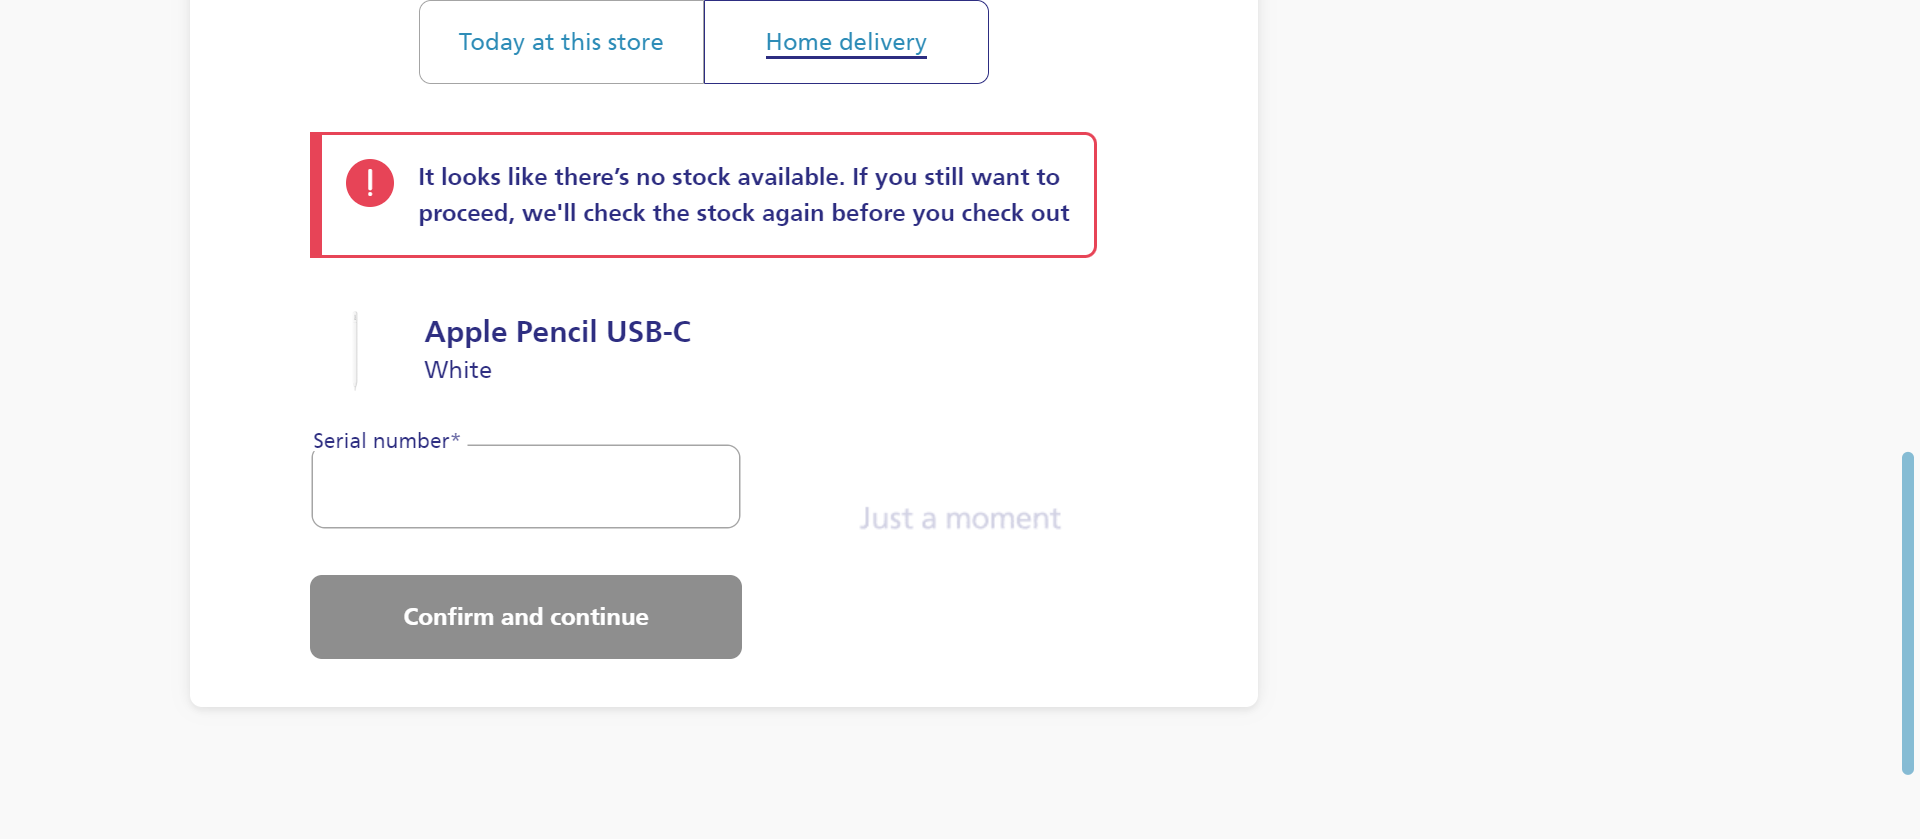 Today at this store
Home delivery
It looks like there’s no stock available. If you still want to
proceed, we'll check the stock again before you check out
Apple Pencil USB-C
White
Serial number*
Just a moment
Confirm and continue